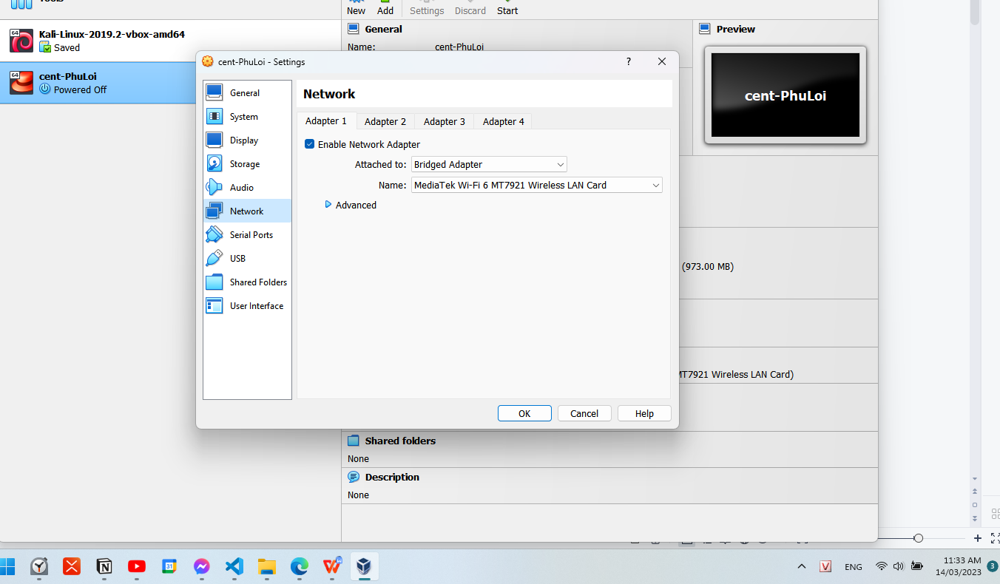 New Add Settings Discard Start
Kali-Linux-2019.2-vbox-amd64
Saved
cent-PhuLoi
Powered Off
General
Name: cent-PhuLoi
Preview
cent-PhuLoi
cent-PhuLoi - Settings
?
General
System
Display
Storage
Audio
Network
Serial Ports
USB
Shared Folders
User Interface
Network
Adapter 1 Adapter 2 Adapter 3 Adapter 4
Enable Network Adapter
Attached to: Bridged Adapter
Name: MediaTek Wi-Fi 6 MT7921 Wireless LAN Card
Advanced
OK Cancel Help
(973.00 MB)
MT7921 Wireless LAN Card)
Shared folders
None
Description
None
ENG
11:33 AM
14/03/2023
3